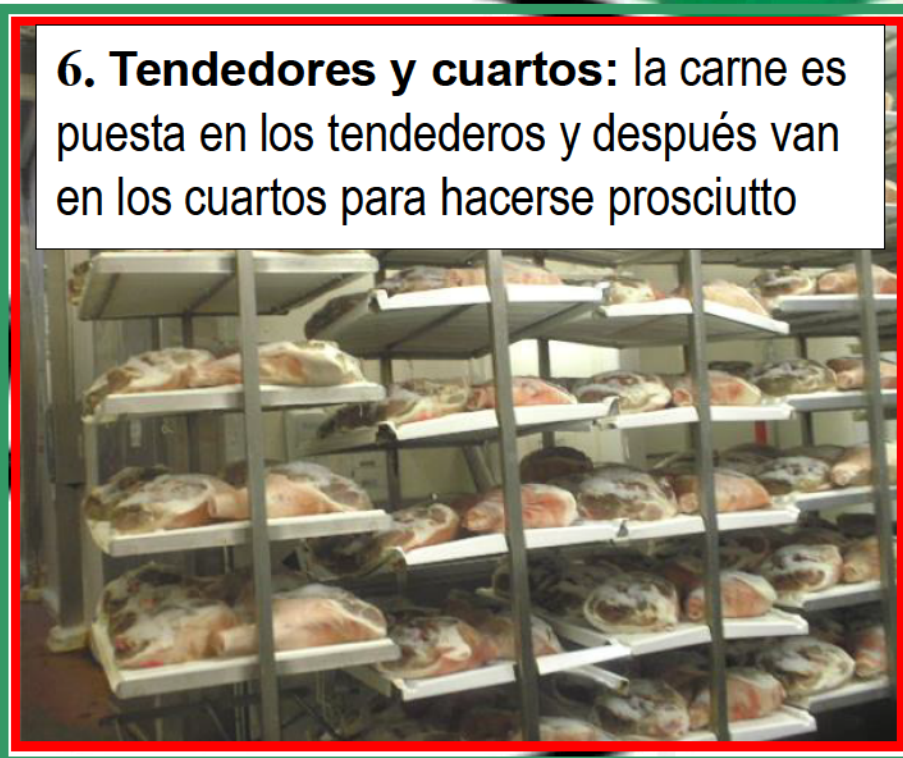 6. Tendedores y cuartos: la carne es
puesta en los tendederos y después van
en los cuartos para hacerse prosciutto